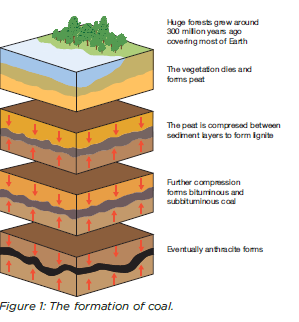 Huge forests grew around
300 million years ago
covering most of Earth
The vegetation dies and
forms peat
The peat is compresed between
sediment layers to form lignite
Further compression
forms bituminous and
subbituminous coal
Eventually anthracite forms
Figure 1: The formation of coal.